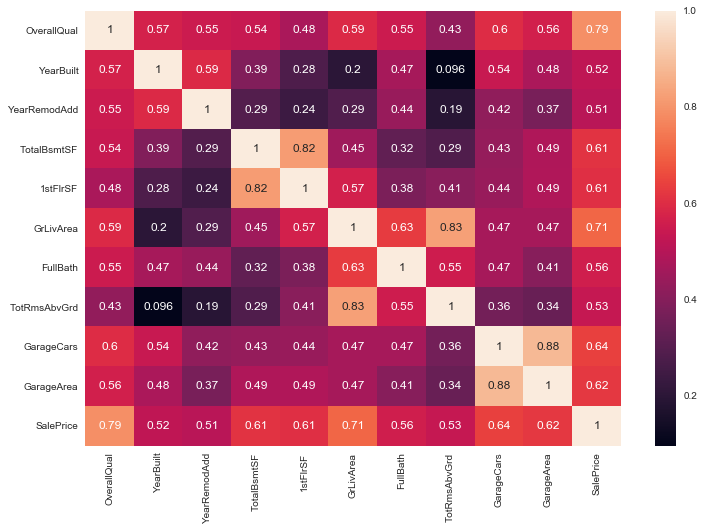 OverallQual 1 0.57 0.55 0.54 0.48 0.59 0.55 0.43 0.6 0.56 0.79
YearBuilt 0.57 1 0.59 0.39 0.28 0.2 0.47 0.096 0.54 0.48 0.52
YearRemodAdd 0.55 0.59 1 0.29 0.24 0.29 0.44 0.19 0.42 0.37 0.51
TotalBsmtSF 0.54 0.39 0.29 1 0.82 0.45 0.32 0.29 0.43 0.49 0.61
1stFlrSF 0.48 0.28 0.24 0.82 1 0.57 0.38 0.41 0.44 0.49 0.61
GrLivArea 0.59 0.2 0.29 0.45 0.57 1 0.63 0.83 0.47 0.47 0.71
FullBath 0.55 0.47 0.44 0.32 0.38 0.63 1 0.55 0.47 0.41 0.56
TotRmsAbvGrd 0.43 0.096 0.19 0.29 0.41 0.83 0.55 1 0.36 0.34 0.53
GarageCars 0.6 0.54 0.42 0.43 0.44 0.47 0.47 0.36 1 0.88 0.64
GarageArea 0.56 0.48 0.37 0.49 0.49 0.47 0.41 0.34 0.88 1 0.62
SalePrice 0.79 0.52 0.51 0.61 0.61 0.71 0.56 0.53 0.64 0.62 1
OverallQual
YearBuilt
YearRemodAdd
TotalBsmtSF
1stFlrSF
GrLivArea
FullBath
TotRmsAbvGrd
GarageCars
GarageArea
SalePrice
1.0
0.8
0.6
0.4
0.2